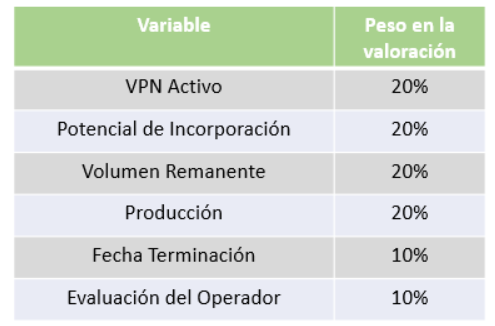 Variable Peso en la
valoración
VPN Activo 20%
Potencial de Incorporación 20%
Volumen Remanente 20%
Producción 20%
Fecha Terminación 10%
Evaluación del Operador 10%